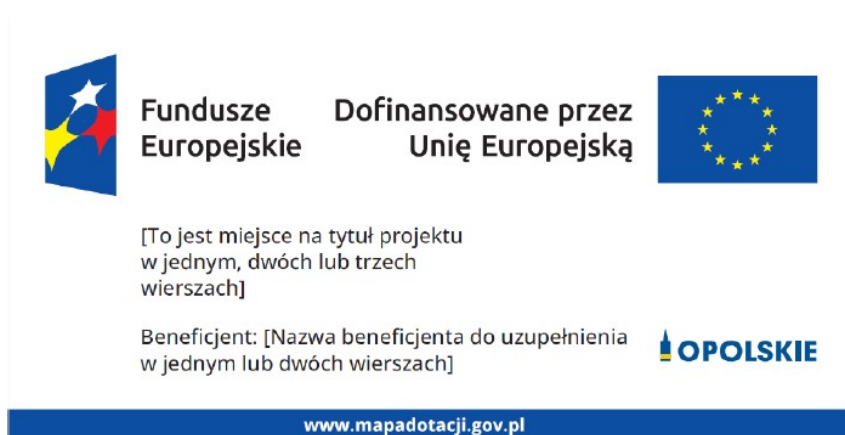 Fundusze
Europejskie
Dofinansowane przez
Unię Europejską
[To jest miejsce na tytuł projektu
w jednym, dwóch lub trzech
wierszach]
Beneficjent: [Nazwa beneficjenta do uzupełnienia
w jednym lub dwóch wierszach]
OPOLSKIE
www.mapadotacji.gov.pl